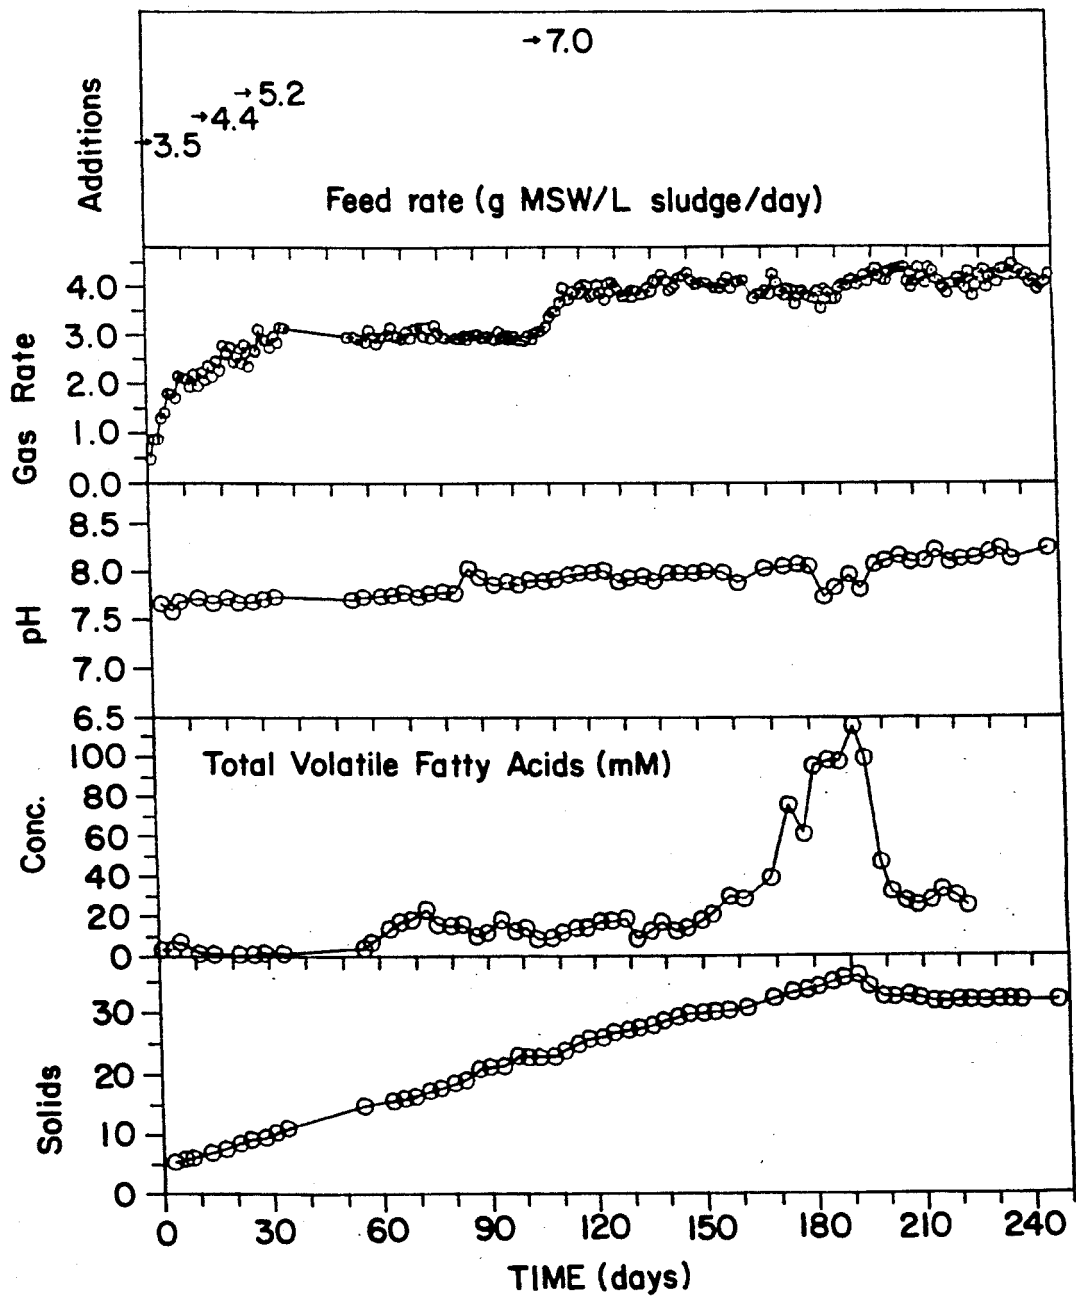 Additions
→7.0
→5.2
→4.4
→3.5
Feed rate (g MSW/L sludge/day)
Gas Rate
4.0
3.0
2.0
1.0
0.0
pH
8.5
8.0
7.5
7.0
6.5
Total Volatile Fatty Acids (mM)
Conc.
100
80
60
40
20
0
Solids
30
20
10
0
0 30 60 90 120 150 180 210 240
TIME (days)